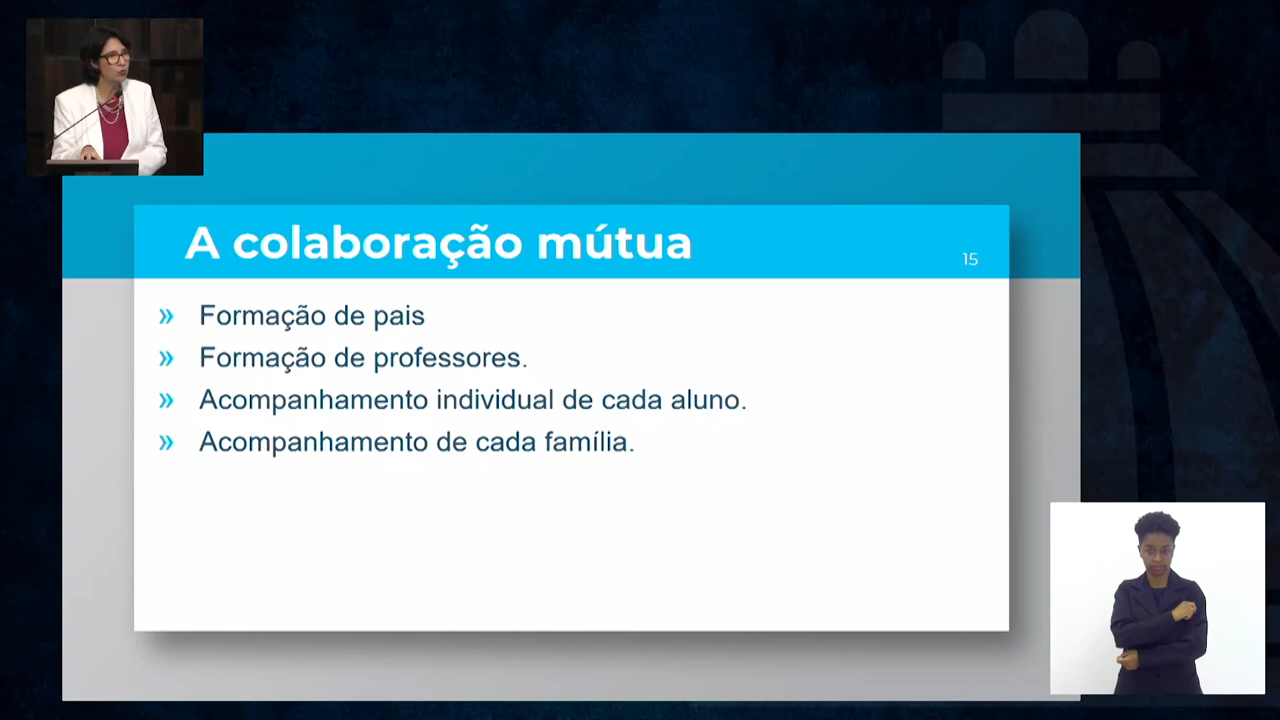 A colaboração mútua
15
» Formação de pais
» Formação de professores.
» Acompanhamento individual de cada aluno.
» Acompanhamento de cada família.